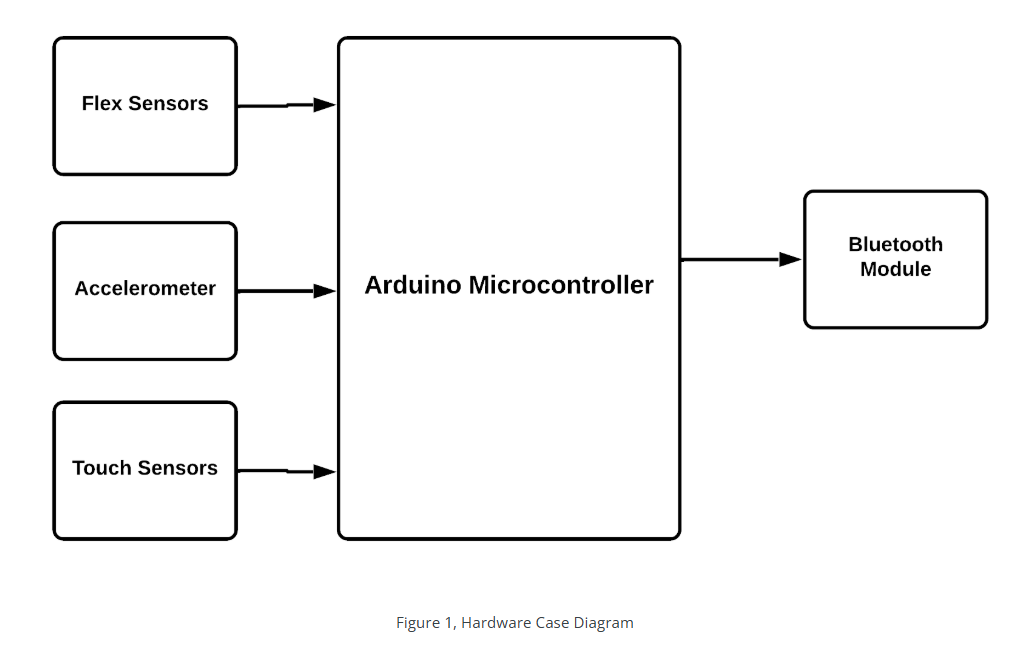 Flex Sensors
Accelerometer
Touch Sensors
Arduino Microcontroller
Bluetooth
Module
Figure 1, Hardware Case Diagram